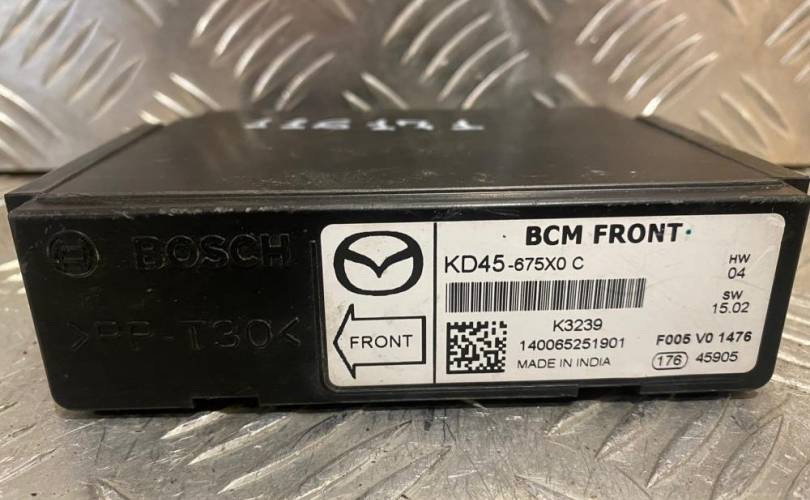 BOSCH
>PP-T30<
FRONT
BCM FRONT
KD45-675X0 C
HW
04
SW
15.02
K3239
140065251901
F005 V0 1476
MADE IN INDIA
176 45905